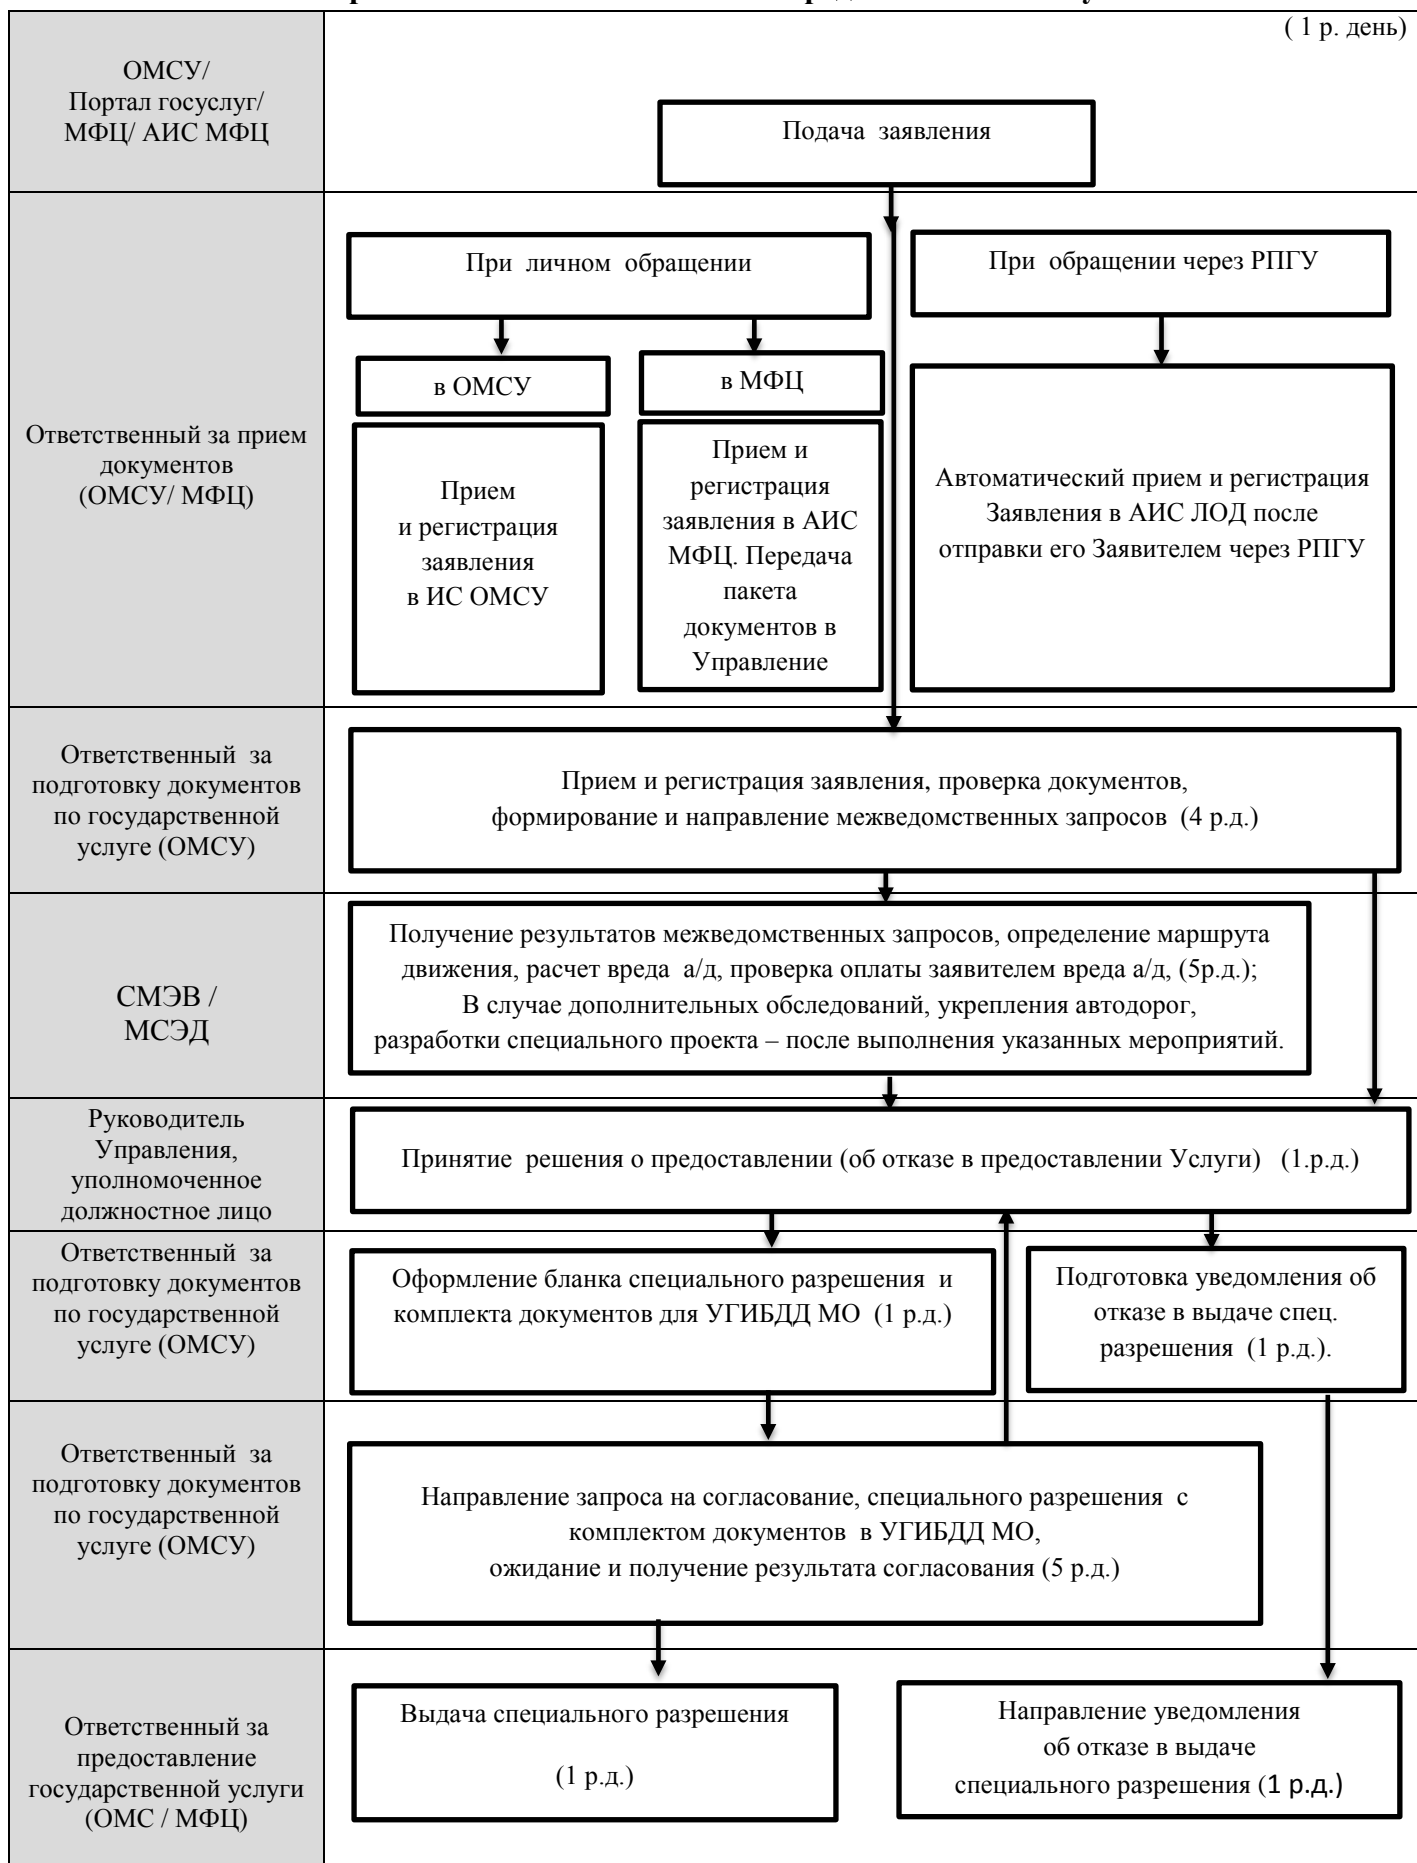 ( 1 р. день)
ОМСУ/
Портал госуслуг/
МФЦ/ АИС МФЦ
Подача заявления
Ответственный за прием
документов
(ОМСУ/ МФЦ)
При личном обращении
При обращении через РПГУ
в ОМСУ
в МФЦ
Прием
и регистрация
заявления
в ИС ОМСУ
Прием и
регистрация
заявления в АИС
МФЦ. Передача
пакета
документов в
Управление
Автоматический прием и регистрация
Заявления в АИС ЛОД после
отправки его Заявителем через РПГУ
Ответственный за
подготовку документов
по государственной
услуге (ОМСУ)
Прием и регистрация заявления, проверка документов,
формирование и направление межведомственных запросов (4 р.д.)
СМЭВ /
МСЭД
Получение результатов межведомственных запросов, определение маршрута
движения, расчет вреда а/д, проверка оплаты заявителем вреда а/д, (5р.д.);
В случае дополнительных обследований, укрепления автодорог,
разработки специального проекта – после выполнения указанных мероприятий.
Руководитель
Управления,
уполномоченное
должностное лицо
Принятие решения о предоставлении (об отказе в предоставлении Услуги) (1.р.д.)
Ответственный за
подготовку документов
по государственной
услуге (ОМСУ)
Оформление бланка специального разрешения и
комплекта документов для УГИБДД МО (1 р.д.)
Подготовка уведомления об
отказе в выдаче спец.
разрешения (1 р.д.).
Ответственный за
подготовку документов
по государственной
услуге (ОМСУ)
Направление запроса на согласование, специального разрешения с
комплектом документов в УГИБДД МО,
ожидание и получение результата согласования (5 р.д.)
Ответственный за
предоставление
государственной услуги
(ОМС / МФЦ)
Выдача специального разрешения
(1 р.д.)
Направление уведомления
об отказе в выдаче
специального разрешения (1 р.д.)